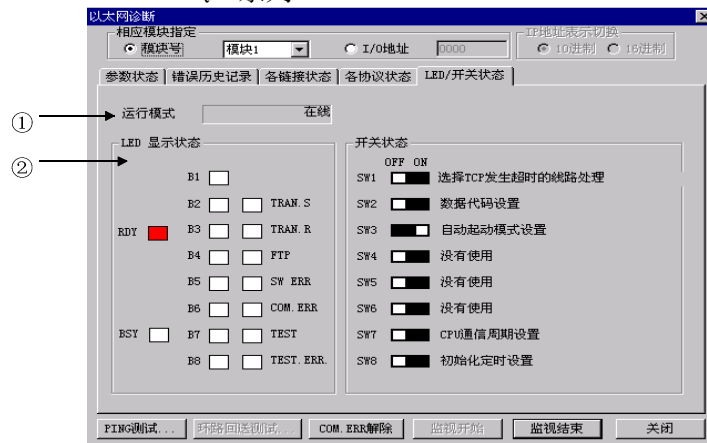 以太网诊断
相应模块指定
模块号 模块1 I/O地址 0000
IP地址表示切换
10进制 16进制
参数状态 错误历史记录 各链接状态 各协议状态 LED/开关状态
① 运行模式 在线
② LED 显示状态
B1
B2 TRAN.S
RDY B3 TRAN.R
B4 FTP
B5 SW ERR
B6 COM.ERR
BSY B7 TEST
B8 TEST.ERR.
开关状态
OFF ON
SW1 选择TCP发生超时的线路处理
SW2 数据代码设置
SW3 自动起动模式设置
SW4 没有使用
SW5 没有使用
SW6 没有使用
SW7 CPU通信周期设置
SW8 初始化定时设置
PING测试... 环路回送测试... COM.ERR解除 监视开始 监视结束 关闭